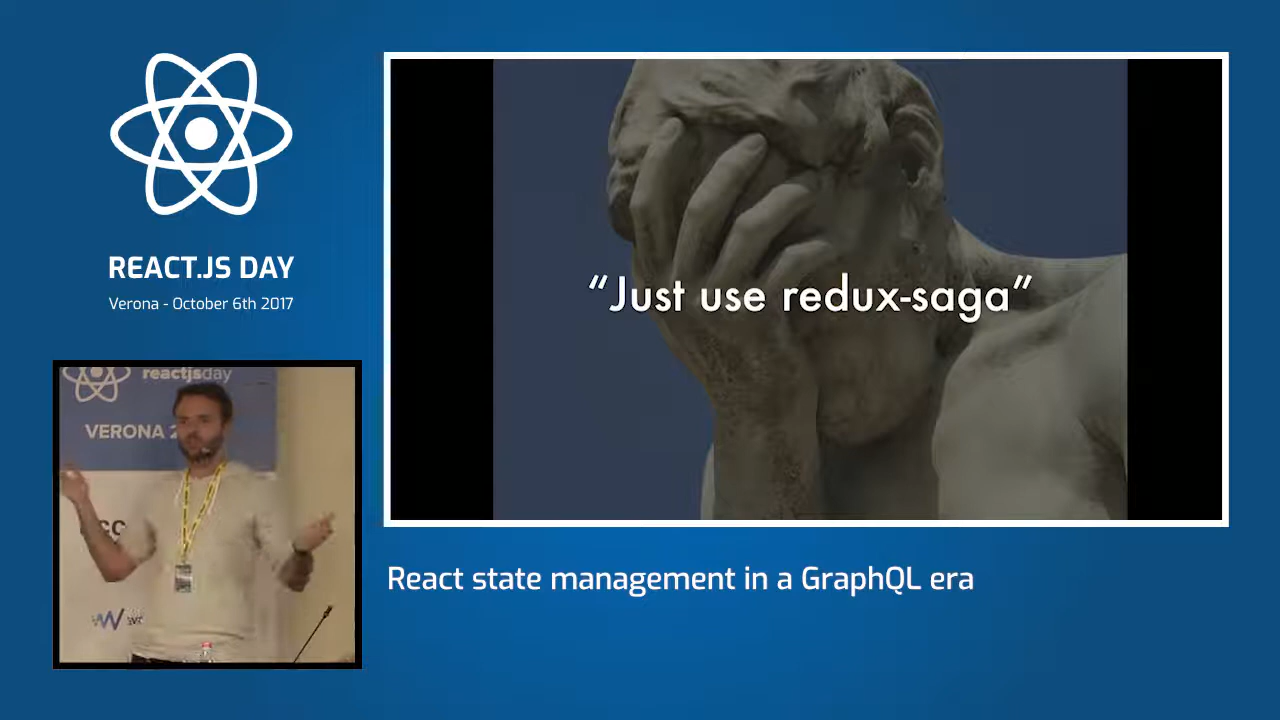 REACT.JS DAY
Verona - October 6th 2017
“Just use redux-saga”
reactjsday
VERONA 2
React state management in a GraphQL era